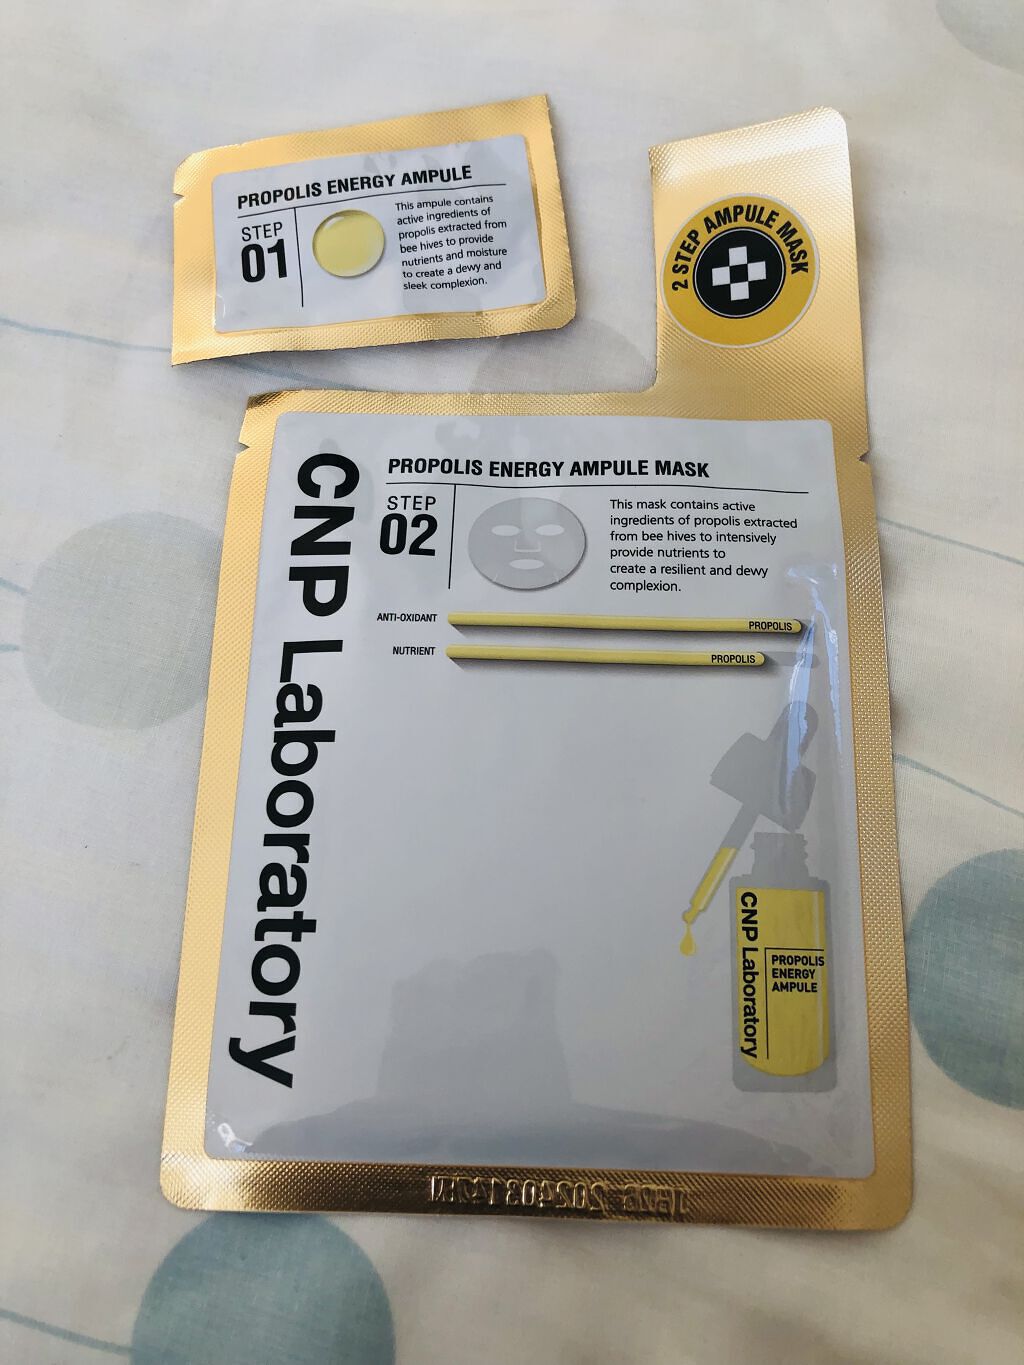 PROPOLIS ENERGY AMPULE
STEP
01
This ampule contains
active ingredients of
propolis extracted from
bee hives to provide
nutrients and moisture
to create a dewy and
sleek complexion.
2 STEP AMPULE MASK
CNP Laboratory
PROPOLIS ENERGY AMPULE MASK
STEP
02
This mask contains active
ingredients of propolis extracted
from bee hives to intensively
provide nutrients to
create a resilient and dewy
complexion.
ANTI-OXIDANT
PROPOLIS
NUTRIENT
PROPOLIS
CNP Laboratory
PROPOLIS
ENERGY
AMPULE